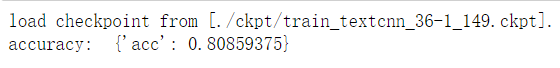 load checkpoint from [./ckpt/train_textcnn_36-1_149.ckpt].
accuracy:  {'acc': 0.80859375}